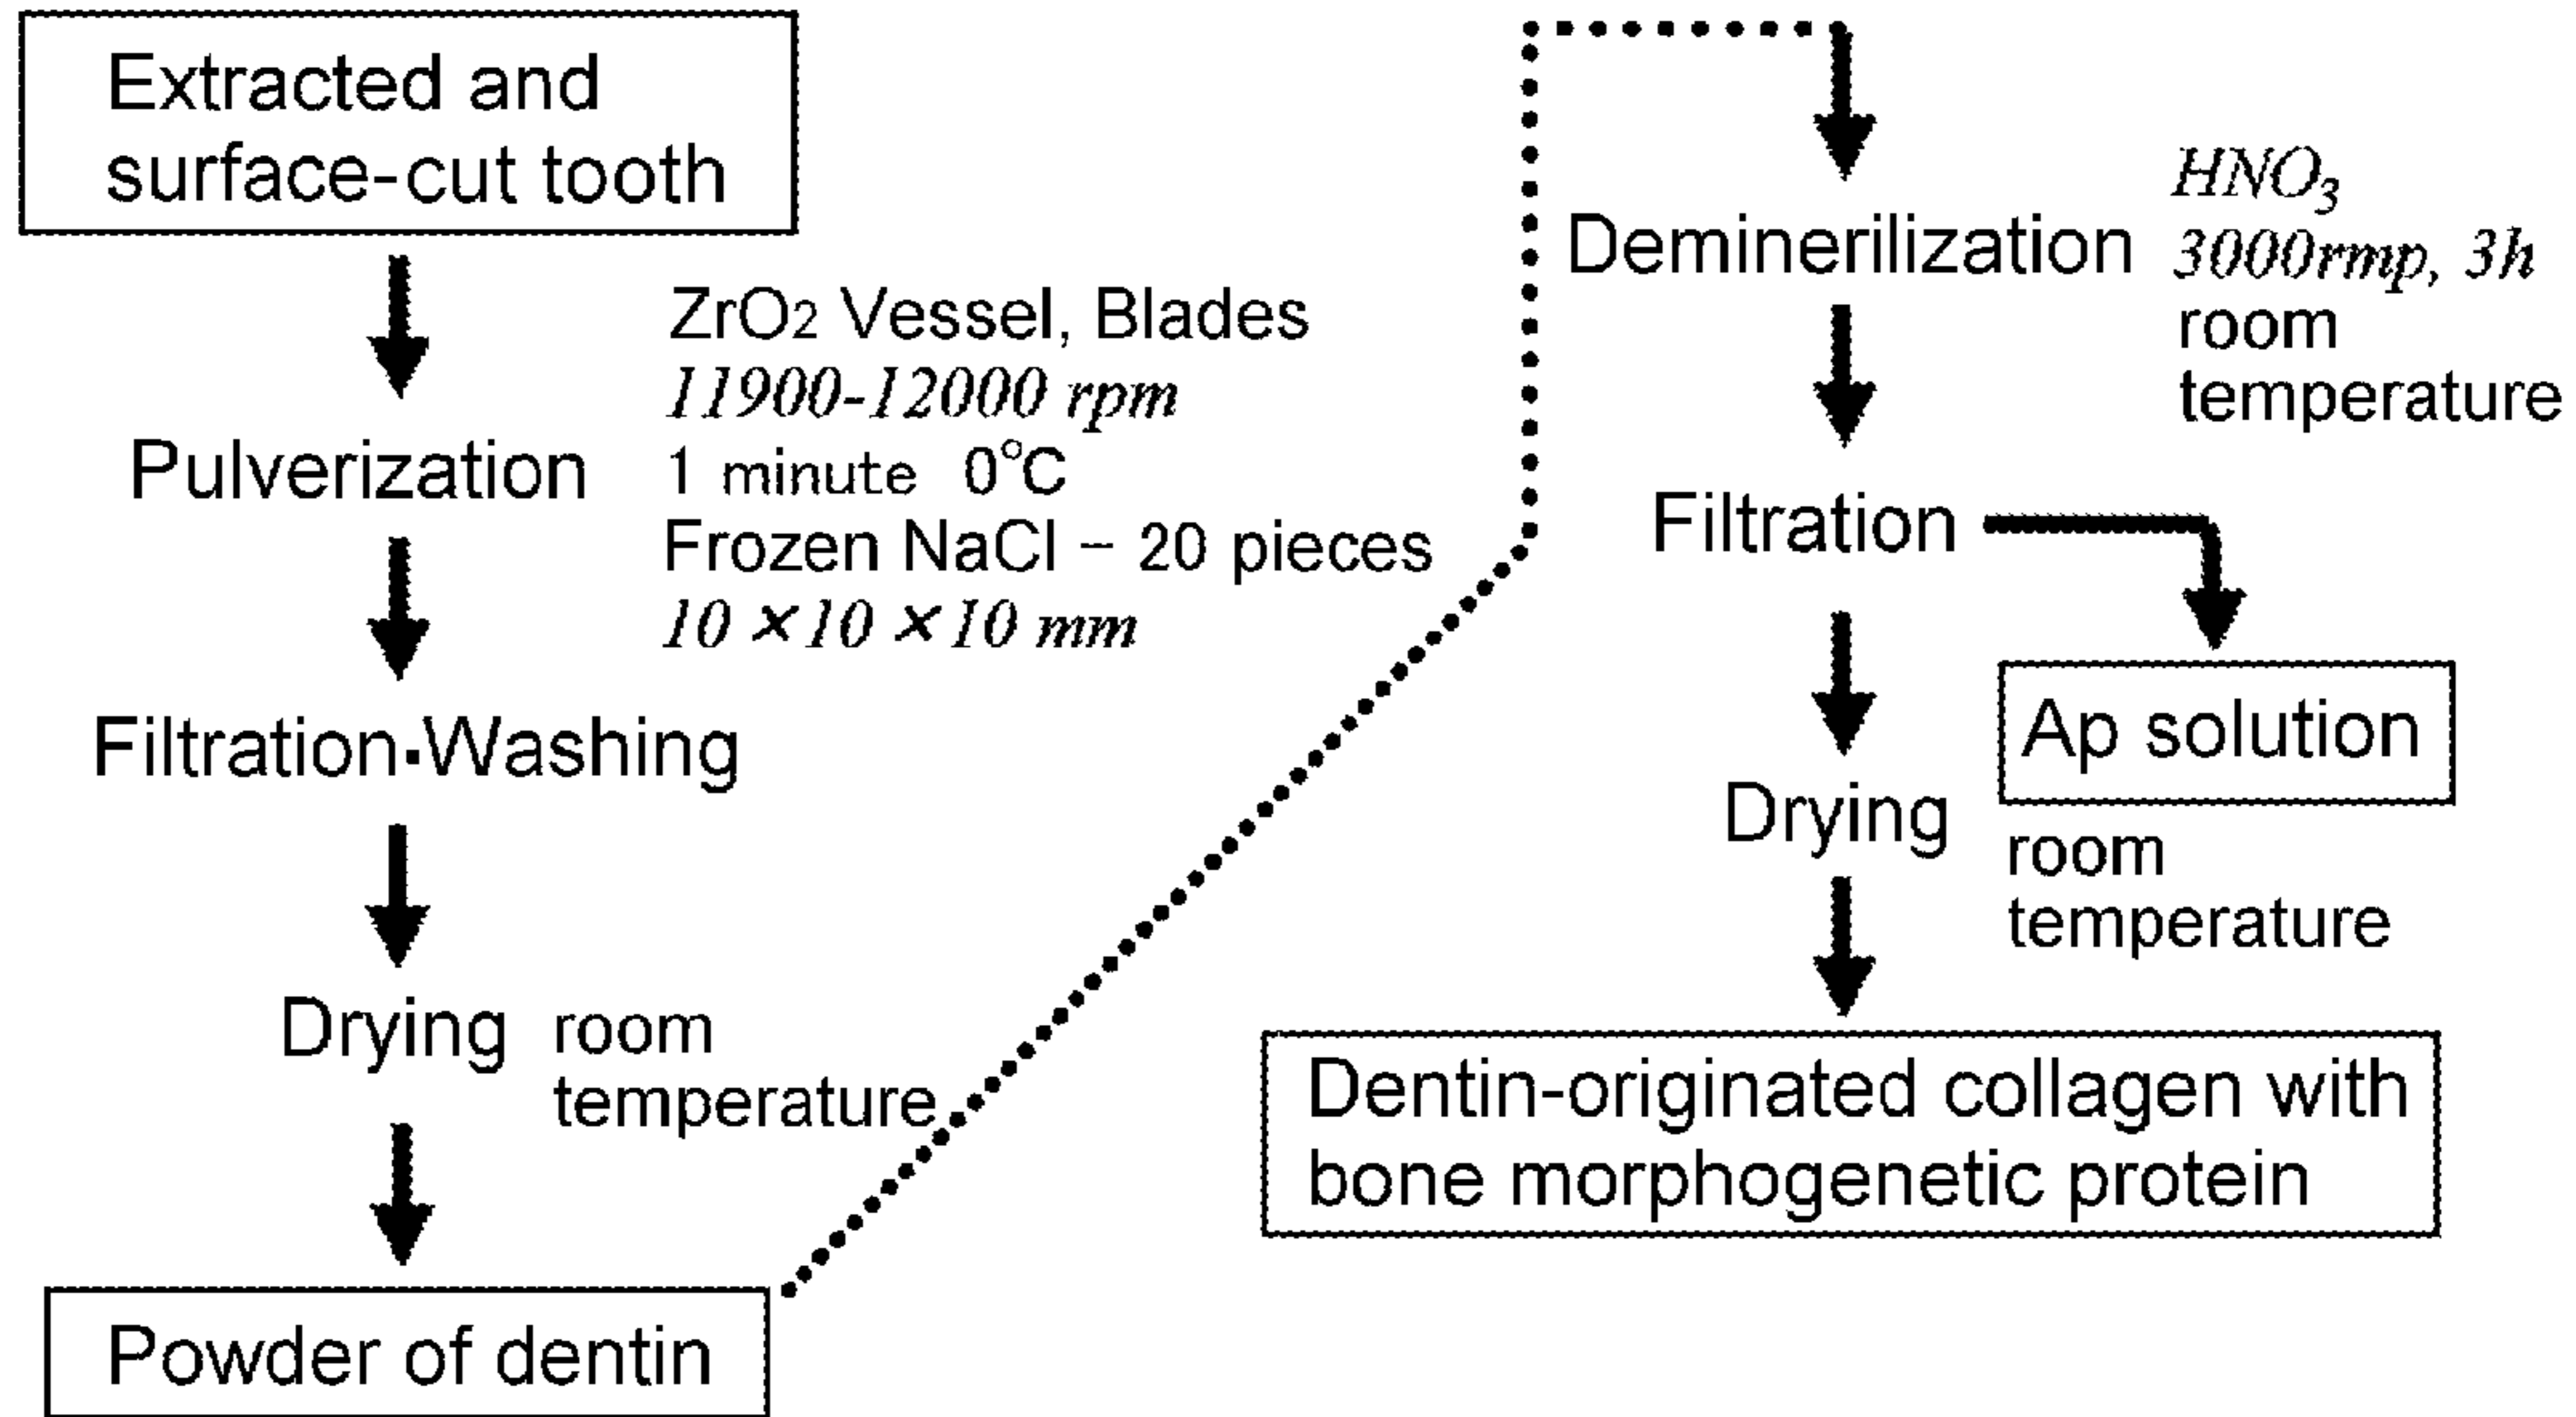 Extracted and
surface-cut tooth
Pulverization
ZrO2 Vessel, Blades
11900-12000 rpm
1 minute 0℃
Frozen NaCl – 20 pieces
10 ×10 ×10 mm
Filtration·Washing
Drying
room
temperature
Powder of dentin
Deminerilization
HNO3
3000rmp, 3h
room
temperature
Filtration
Ap solution
Drying
room
temperature
Dentin-originated collagen with
bone morphogenetic protein